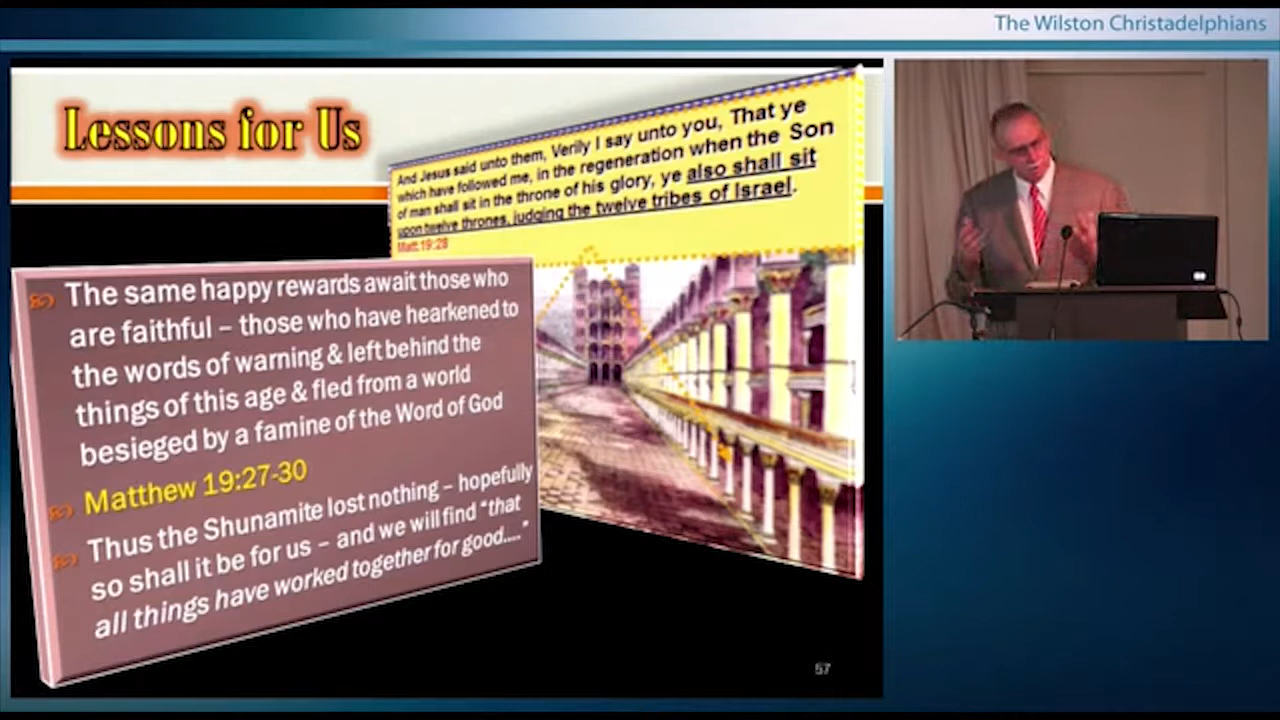 The Wilston Christadelphians
Lessons for Us
And Jesus said unto them, Verily I say unto you, That ye
which have followed me, in the regeneration when the Son
of man shall sit in the throne of his glory, ye also shall sit
upon twelve thrones, judging the twelve tribes of Israel.
Matt:19:28
The same happy rewards await those who
are faithful – those who have hearkened to
the words of warning & left behind the
things of this age & fled from a world
besieged by a famine of the Word of God
Matthew 19:27-30
Thus the Shunamite lost nothing – hopefully
so shall it be for us – and we will find "that
all things have worked together for good...."
57